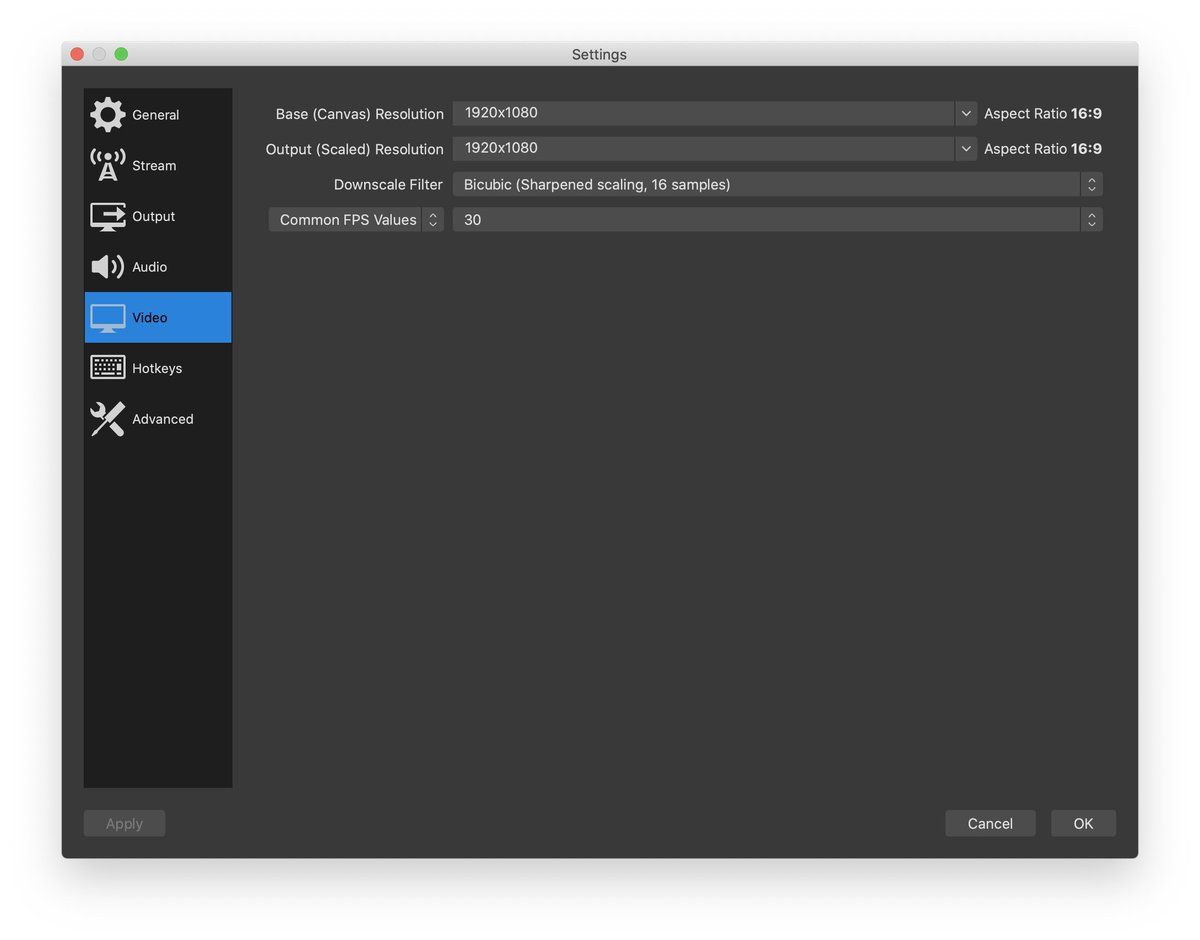 Settings
General
Stream
Output
Audio
Video
Hotkeys
Advanced
Base (Canvas) Resolution 1920x1080 Aspect Ratio 16:9
Output (Scaled) Resolution 1920x1080 Aspect Ratio 16:9
Downscale Filter Bicubic (Sharpened scaling, 16 samples)
Common FPS Values 30
Apply Cancel OK